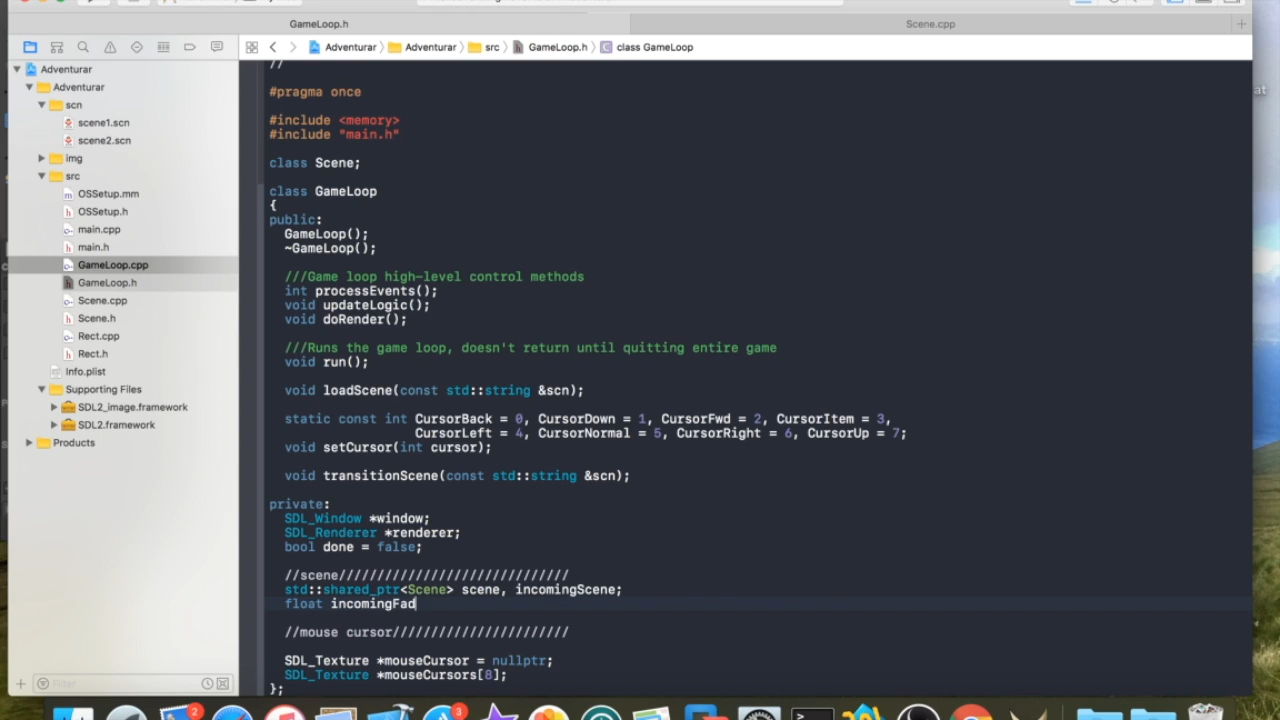 GameLoop.h
Scene.cpp
Adventurar
Adventurar
src
GameLoop.h
C
class GameLoop
Adventurar
Adventurar
scn
scene1.scn
scene2.scn
img
src
OSSetup.mm
OSSetup.h
main.cpp
main.h
GameLoop.cpp
GameLoop.h
Scene.cpp
Scene.h
Rect.cpp
Rect.h
Info.plist
Supporting Files
SDL2_image.framework
SDL2.framework
Products
Filter
//
#pragma once
#include <memory>
#include "main.h"
class Scene;
class GameLoop
{
public:
GameLoop();
~GameLoop();
///Game loop high-level control methods
int processEvents();
void updateLogic();
void doRender();
///Runs the game loop, doesn't return until quitting entire game
void run();
void loadScene(const std::string &scn);
static const int CursorBack = 0, CursorDown = 1, CursorFwd = 2, CursorItem = 3,
CursorLeft = 4, CursorNormal = 5, CursorRight = 6, CursorUp = 7;
void setCursor(int cursor);
void transitionScene(const std::string &scn);
private:
SDL_Window *window;
SDL_Renderer *renderer;
bool done = false;
//scene//////////////////////////////
std::shared_ptr<Scene> scene, incomingScene;
float incomingFad
//mouse cursor///////////////////////
SDL_Texture *mouseCursor = nullptr;
SDL_Texture *mouseCursors[8];
};
at
2
3